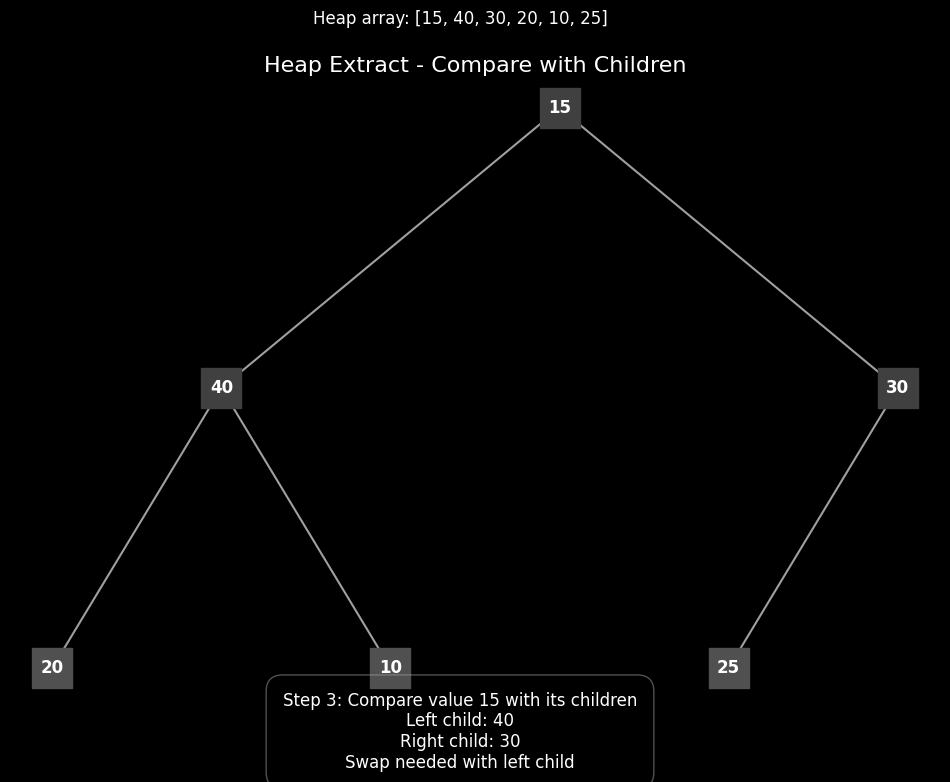 Heap array: [15, 40, 30, 20, 10, 25]
Heap Extract - Compare with Children
15
40
30
20
10
25
Step 3: Compare value 15 with its children
Left child: 40
Right child: 30
Swap needed with left child